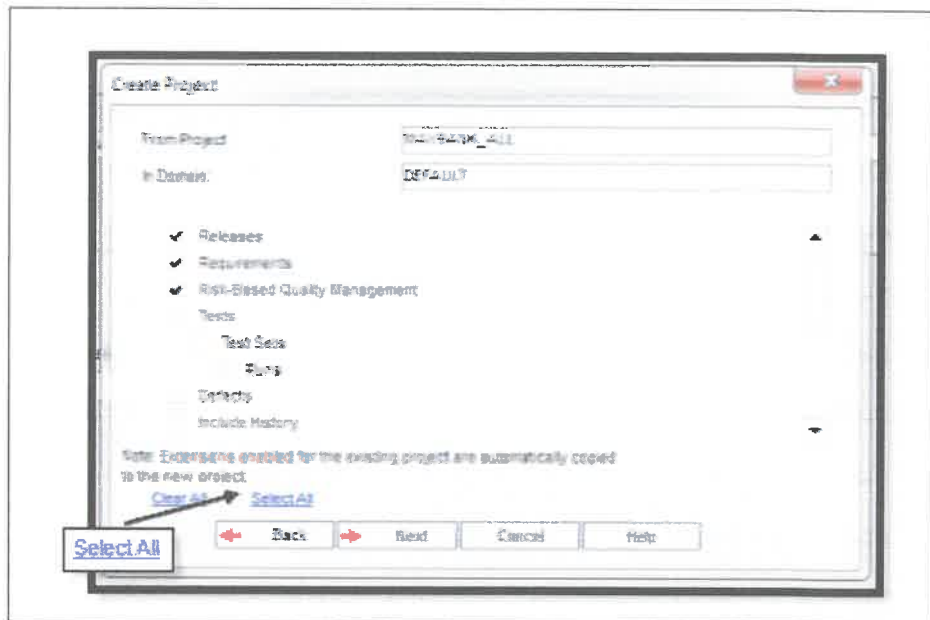 Create Project
From Project
In Domain:
DEFAULT
Releases
Requirements
Risk-Based Quality Management
Tests
Test Sets
Runs
Defects
Include History
Note: Extensions enabled for the existing project are automatically copied
to the new project.
Clear All Select All
Back Next Cancel Help
Select All